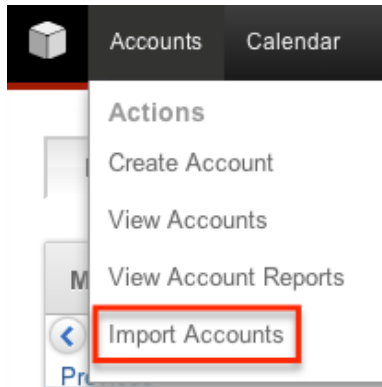 Accounts Calendar
Actions
Create Account
View Accounts
View Account Reports
Import Accounts